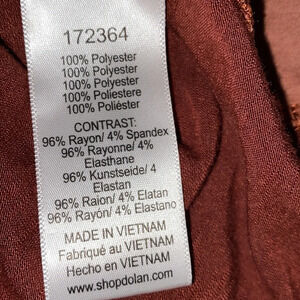 172364
100% Polyester
100% Polyester
100% Polyester
100% Poliestere
100% Poliéster
CONTRAST:
96% Rayon/ 4% Spandex
96% Rayonne/ 4%
Elasthane
96% Kunstseide/ 4
Elasthan
96% Raion/ 4% Elatan
96% Rayón/ 4% Elastano
MADE IN VIETNAM
Fabriqué au VIETNAM
Hecho en VIETNAM
www.shopdolan.com